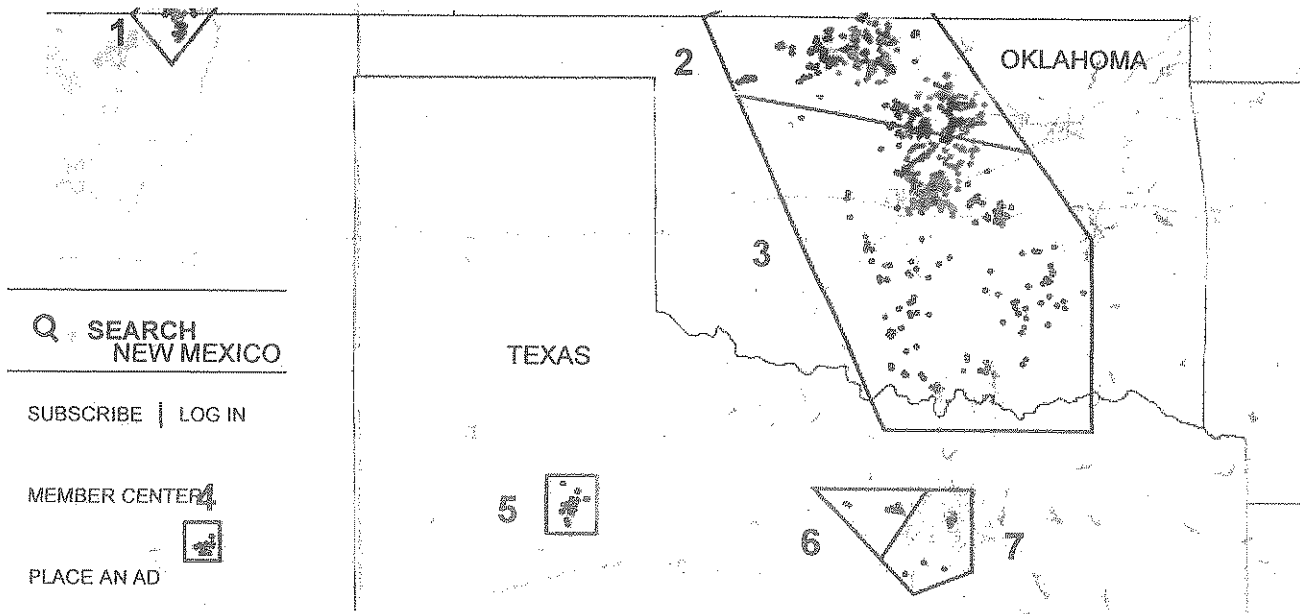 1
2
OKLAHOMA
3
SEARCH
NEW MEXICO
TEXAS
SUBSCRIBE | LOG IN
MEMBER CENTER
4
5
6
7
PLACE AN AD